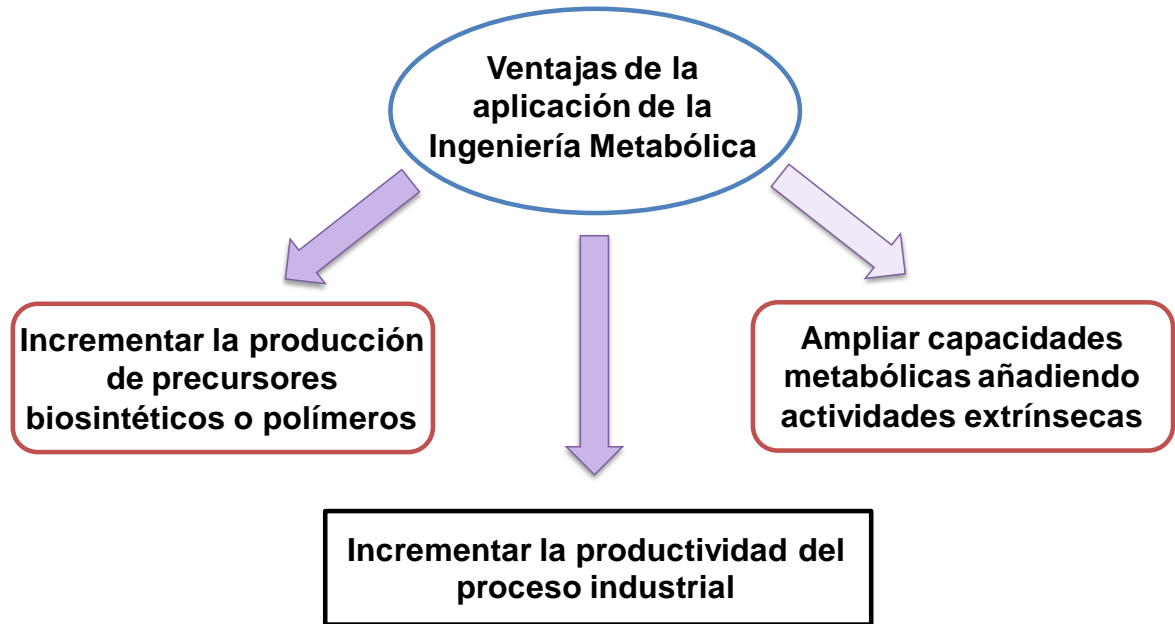 Ventajas de la
aplicación de la
Ingeniería Metabólica
Incrementar la producción
de precursores
biosintéticos o polímeros
Ampliar capacidades
metabólicas añadiendo
actividades extrínsecas
Incrementar la productividad del
proceso industrial